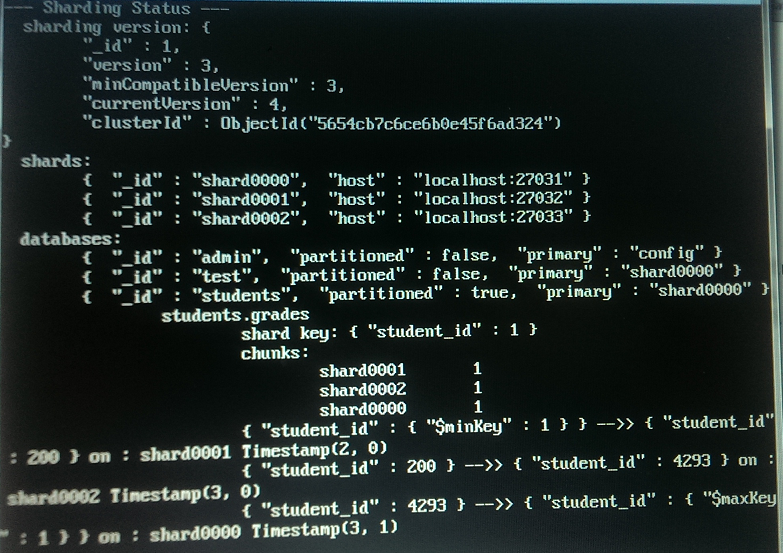 --- Sharding Status ---
sharding version: {
"_id" : 1,
"version" : 3,
"minCompatibleVersion" : 3,
"currentVersion" : 4,
"clusterId" : ObjectId("5654cb7c6ce6b0e45f6ad324")
}
shards:
{ "_id" : "shard0000", "host" : "localhost:27031" }
{ "_id" : "shard0001", "host" : "localhost:27032" }
{ "_id" : "shard0002", "host" : "localhost:27033" }
databases:
{ "_id" : "admin", "partitioned" : false, "primary" : "config" }
{ "_id" : "test", "partitioned" : false, "primary" : "shard0000" }
{ "_id" : "students", "partitioned" : true, "primary" : "shard0000" }
students.grades
shard key: { "student_id" : 1 }
chunks:
shard0001 1
shard0002 1
shard0000 1
{ "student_id" : { "$minKey" : 1 } } -->> { "student_id"
: 200 } on : shard0001 Timestamp(2, 0)
{ "student_id" : 200 } -->> { "student_id" : 4293 } on :
shard0002 Timestamp(3, 0)
{ "student_id" : 4293 } -->> { "student_id" : { "$maxKey
" : 1 } } on : shard0000 Timestamp(3, 1)